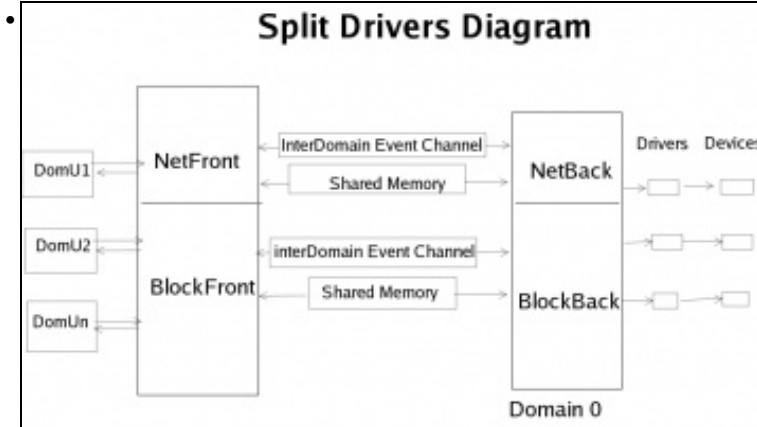 Split Drivers Diagram
InterDomain Event Channel
Drivers Devices
NetFront
DomU1
Shared Memory
NetBack
DomU2
interDomain Event Channel
BlockFront
Shared Memory
BlockBack
DomUn
Domain 0